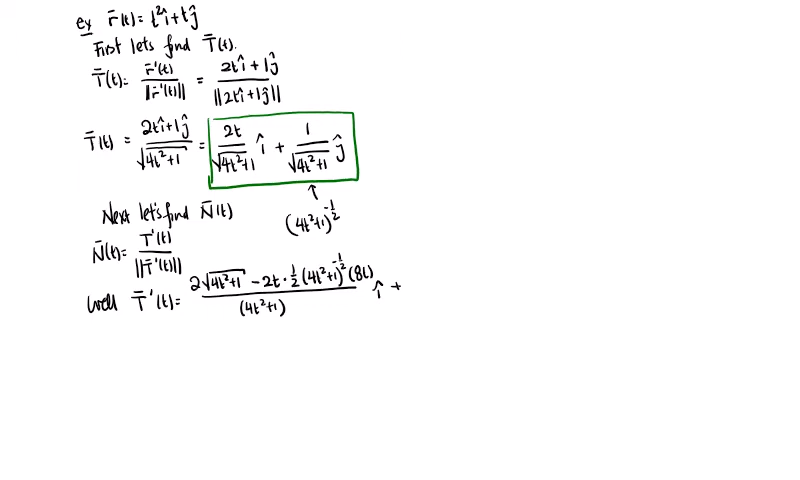 ex r̄(t)= t²î+tĵ
First lets find T̄(t).
T̄(t)= r̄'(t)/||r̄'(t)|| = (2tî+1ĵ)/||2tî+1ĵ||
T̄(t) = (2tî+1ĵ)/√(4t²+1) = 2t/√(4t²+1) î + 1/√(4t²+1) ĵ
↑
Next let's find N̄(t) (4t²+1)^(-1/2)
N̄(t)= T̄'(t)/||T̄'(t)||
Well T̄'(t)= (2√(4t²+1) - 2t·1/2(4t²+1)^(-1/2)(8t))/(4t²+1) î +